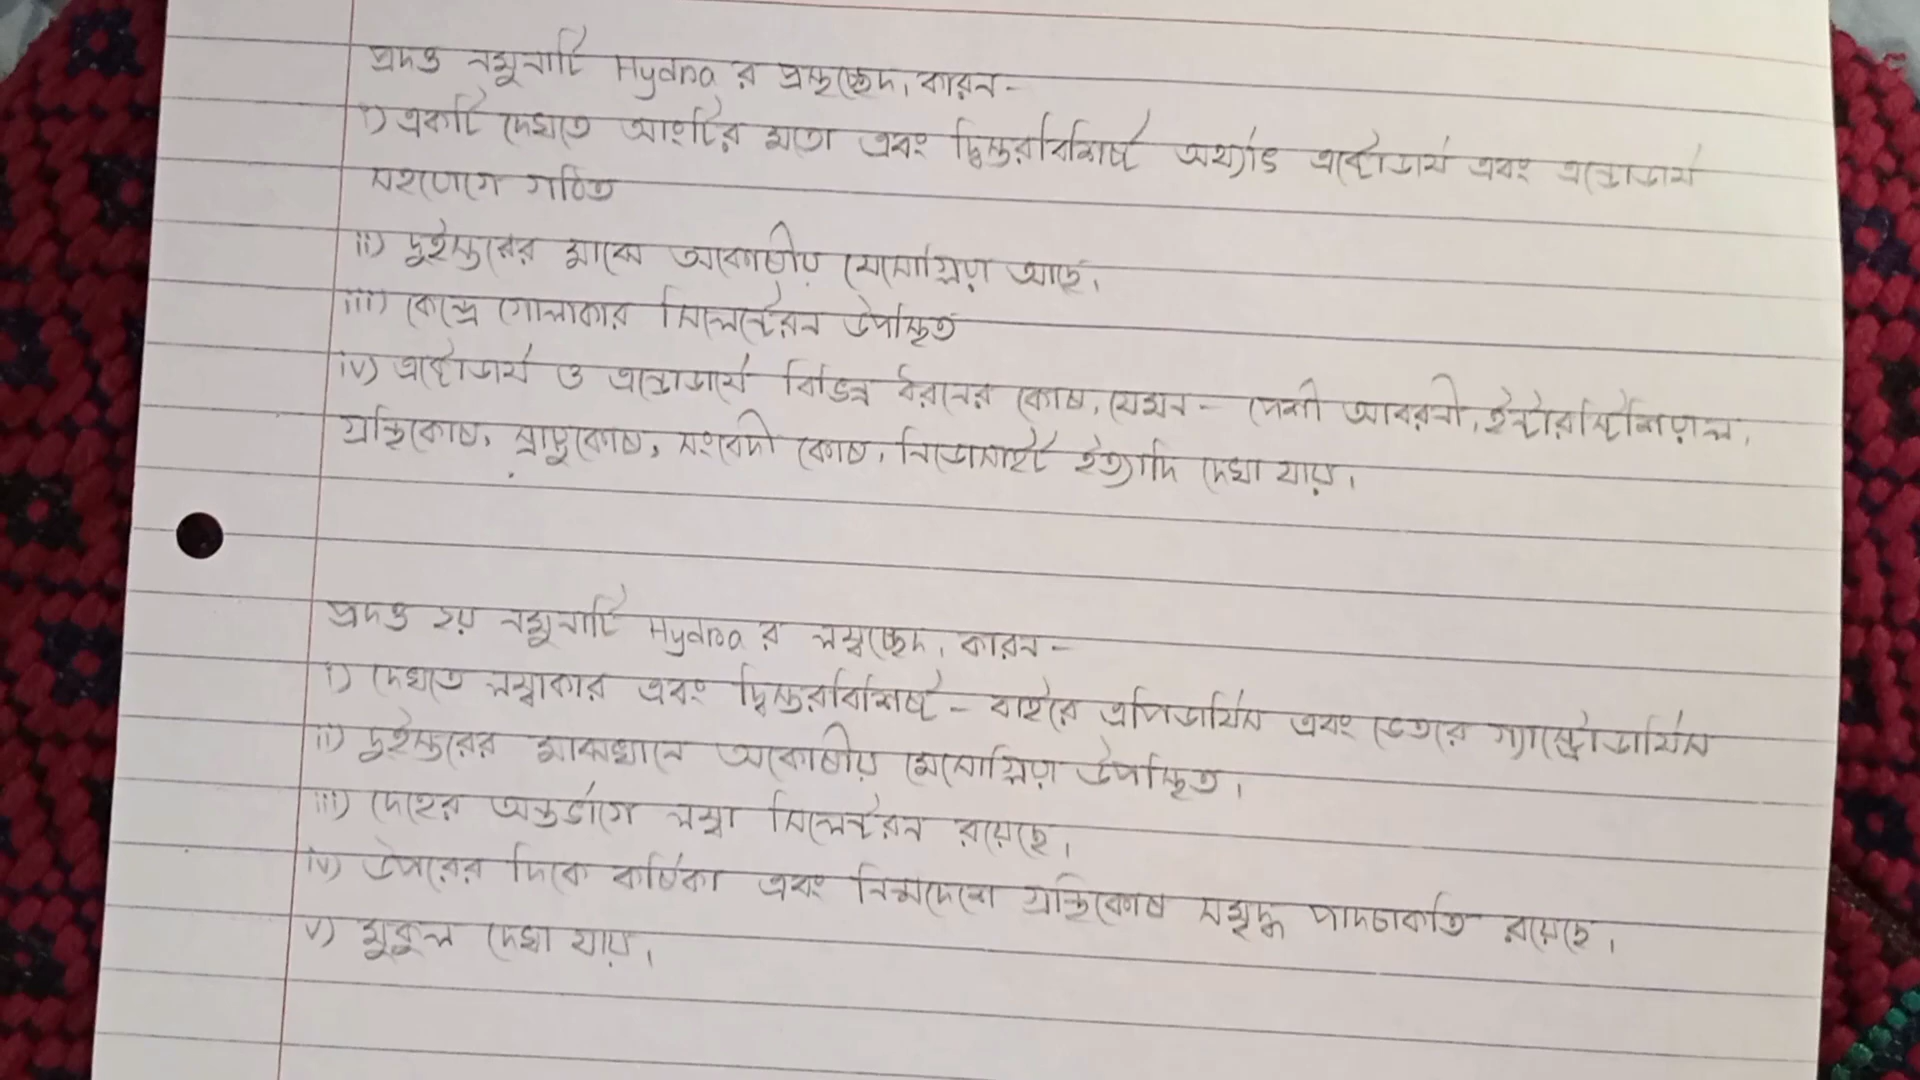 প্রদত্ত নমুনাটি Hydra র প্রস্থচ্ছেদ, কারন-
i) একটি দেখতে আংটির মতো এবং দ্বিস্তরবিশিষ্ট অর্থ্যাৎ এক্টোডার্ম এবং এন্ডোডার্ম
সহযোগে গঠিত
ii) দুইস্তরের মাঝে অকোষীয় মেসোগ্লিয়া আছে।
iii) কেন্দ্রে গোলাকার সিলেন্টেরন উপস্থিত
iv) এক্টোডার্ম ও এন্ডোডার্মে বিভিন্ন ধরনের কোষ, যেমন - পেশী আবরনী, ইন্টারস্টিশিয়াল,
গ্রন্থিকোষ, স্নায়ুকোষ, সংবেদী কোষ, নিডোসাইট ইত্যাদি দেখা যায়।
প্রদত্ত ২য় নমুনাটি Hydra র লম্বচ্ছেদ, কারন-
i) দেখতে লম্বাকার এবং দ্বিস্তরবিশিষ্ট - বাইরে এপিডার্মিস এবং ভেতরে গ্যাস্ট্রোডার্মিস
ii) দুইস্তরের মাঝখানে অকোষীয় মেসোগ্লিয়া উপস্থিত।
iii) দেহের অন্তর্ভাগে লম্বা সিলেন্টেরন রয়েছে।
iv) উপরের দিকে কর্ষিকা এবং নিম্নদেশে গ্রন্থিকোষ সমৃদ্ধ পাদচাকতি রয়েছে।
v) মুকুল দেখা যায়।